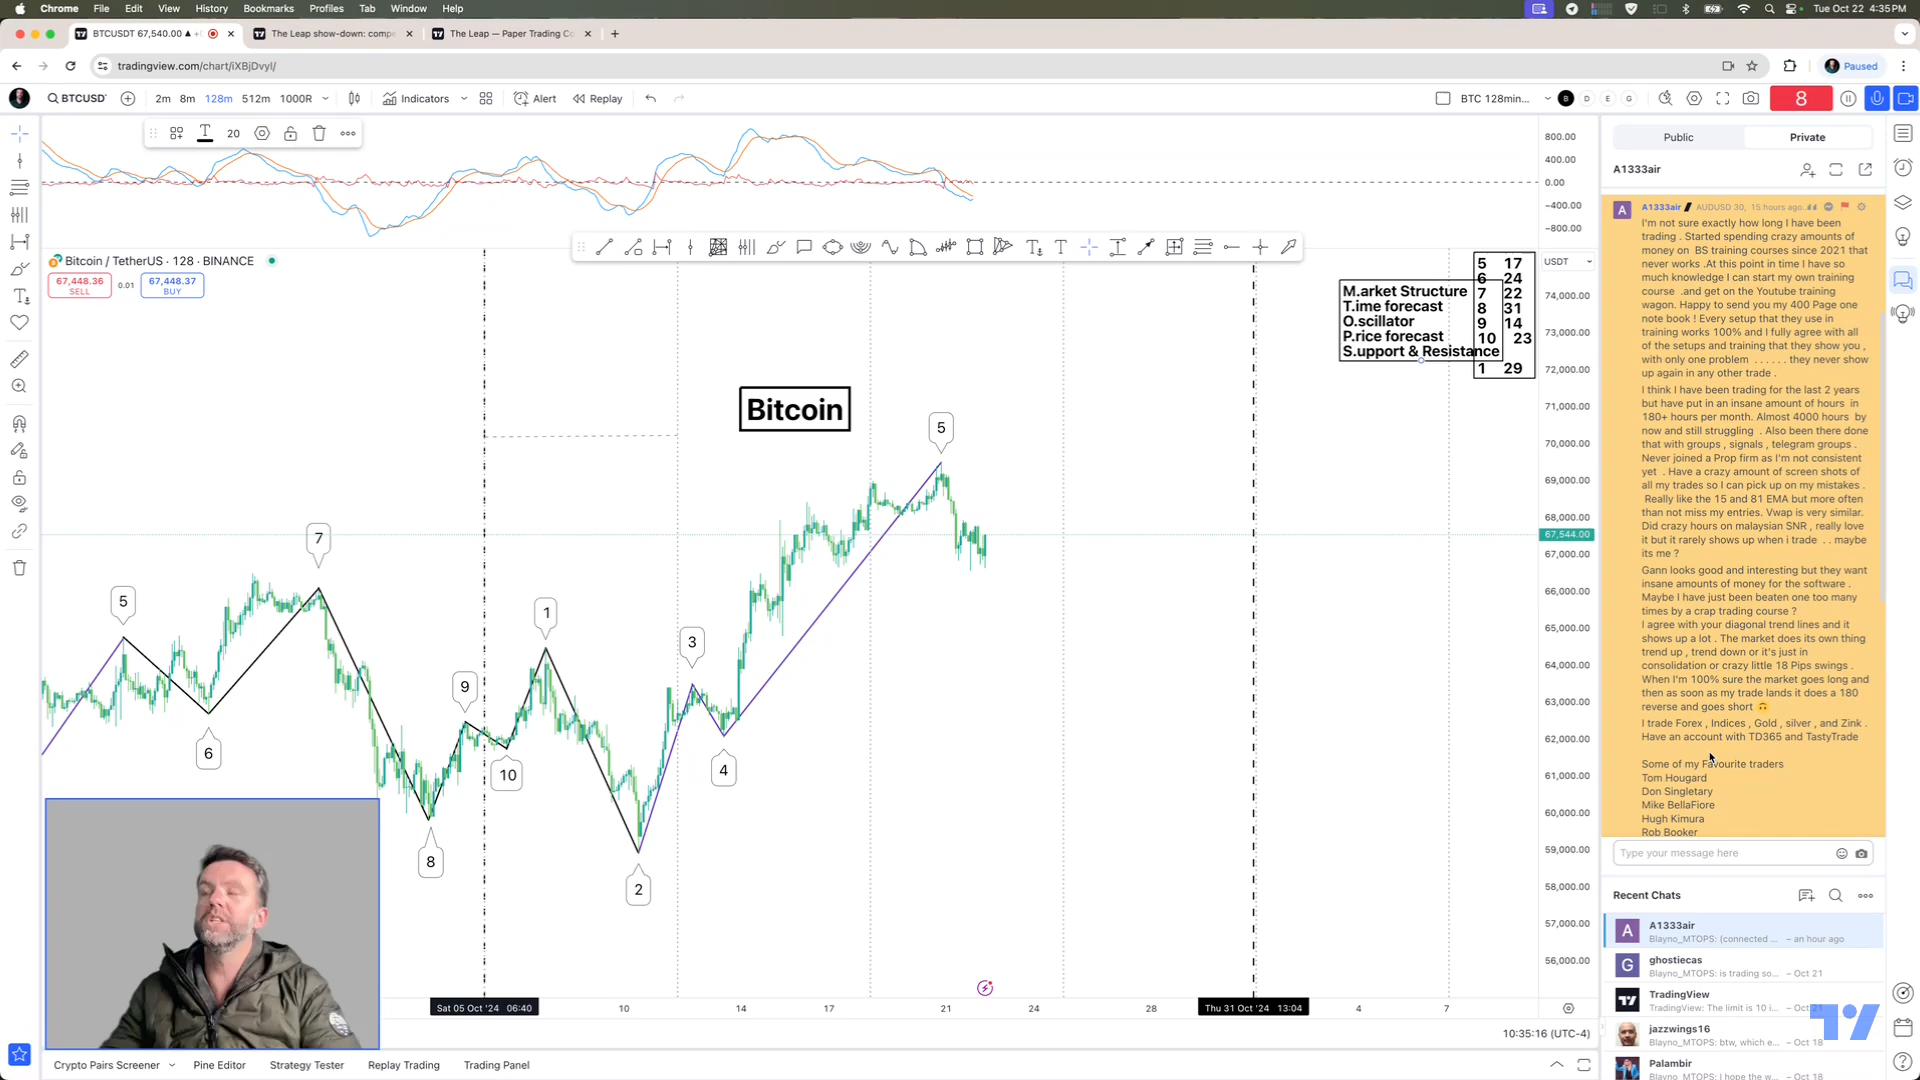 Chrome File Edit View History Bookmarks Profiles Tab Window Help
Tue Oct 22 4:35 PM
BTCUSDT 67,540.00 ▲
The Leap show-down: compe
The Leap — Paper Trading Co
tradingview.com/chart/iXBjDvyl/
Paused
BTCUSD 2m 8m 128m 512m 1000R Indicators Alert Replay
BTC 128min...
B D E G
8
20
Public Private
A1333air
800.00
400.00
0.00
−400.00
−800.00
Bitcoin / TetherUS · 128 · BINANCE
67,448.36
SELL
0.01
67,448.37
BUY
USDT
M.arket Structure
T.ime forecast
O.scillator
P.rice forecast
S.upport & Resistance
5 17
6 24
7 22
8 31
9 14
10 23
1 29
Bitcoin
5
6
7
8
9
10
1
2
3
4
5
74,000.00
73,000.00
72,000.00
71,000.00
70,000.00
69,000.00
68,000.00
67,544.00
67,000.00
66,000.00
65,000.00
64,000.00
63,000.00
62,000.00
61,000.00
60,000.00
59,000.00
58,000.00
57,000.00
56,000.00
Sat 05 Oct '24 06:40
10 14 17 21 24 28
Thu 31 Oct '24 13:04
4 7
10:35:16 (UTC-4)
Crypto Pairs Screener Pine Editor Strategy Tester Replay Trading Trading Panel
A
A1333air AUDUSD 30, 15 hours ago
I'm not sure exactly how long I have been
trading . Started spending crazy amounts of
money on BS training courses since 2021 that
never works .At this point in time I have so
much knowledge I can start my own training
course .and get on the Youtube training
wagon. Happy to send you my 400 Page one
note book ! Every setup that they use in
training works 100% and I fully agree with all
of the setups and training that they show you ,
with only one problem . . . . . . they never show
up again in any other trade .
I think I have been trading for the last 2 years
but have put in an insane amount of hours in
180+ hours per month. Almost 4000 hours by
now and still struggling . Also been there done
that with groups , signals , telegram groups .
Never joined a Prop firm as I'm not consistent
yet . Have a crazy amount of screen shots of
all my trades so I can pick up on my mistakes .
Really like the 15 and 81 EMA but more often
than not miss my entries. Vwap is very similar.
Did crazy hours on malaysian SNR , really love
it but it rarely shows up when i trade . . maybe
its me ?
Gann looks good and interesting but they want
insane amounts of money for the software .
Maybe I have just been beaten one too many
times by a crap trading course ?
I agree with your diagonal trend lines and it
shows up a lot . The market does its own thing
trend up , trend down or it's just in
consolidation or crazy little 18 Pips swings .
When I'm 100% sure the market goes long and
then as soon as my trade lands it does a 180
reverse and goes short 🙃
I trade Forex , Indices , Gold , silver , and Zink .
Have an account with TD365 and TastyTrade
Some of my Favourite traders
Tom Hougard
Don Singletary
Mike BellaFiore
Hugh Kimura
Rob Booker
Type your message here
Recent Chats
A
A1333air
Blayno_MTOPS: (connected ... – an hour ago
G
ghostiecas
Blayno_MTOPS: is trading so... – Oct 21
TradingView
TradingView: The limit is 10 i...
jazzwings16
Blayno_MTOPS: btw, which e... – Oct 18
Palambir
Blayno_MTOPS: I hope the w... – Oct 18